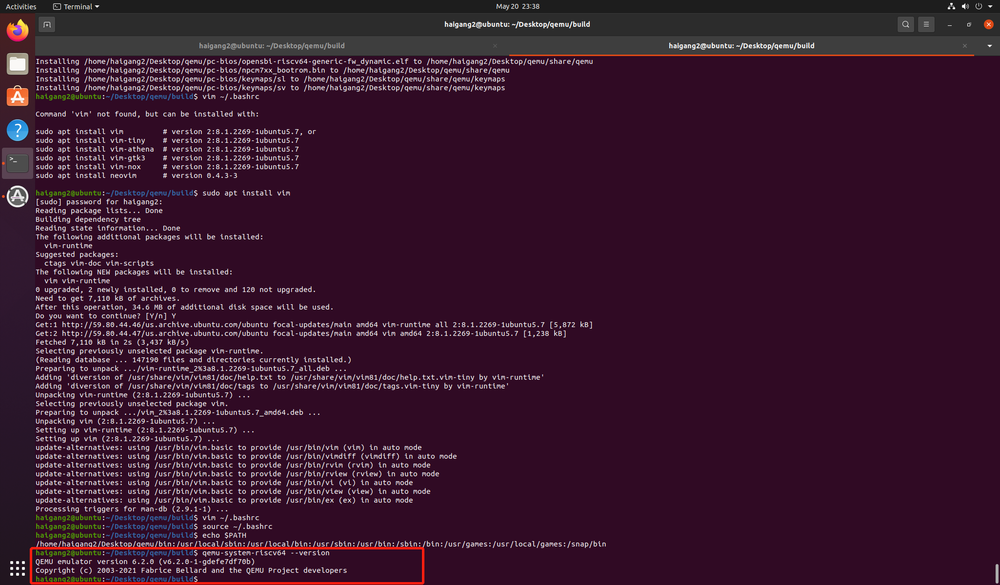 Activities
Terminal
May 20 23:38
haigang2@ubuntu: ~/Desktop/qemu/build
haigang2@ubuntu: ~/Desktop/qemu/build
haigang2@ubuntu: ~/Desktop/qemu/build
Installing /home/haigang2/Desktop/qemu/pc-bios/opensbi-riscv64-generic-fw_dynamic.elf to /home/haigang2/Desktop/qemu/share/qemu
Installing /home/haigang2/Desktop/qemu/pc-bios/npcm7xx_bootrom.bin to /home/haigang2/Desktop/qemu/share/qemu
Installing /home/haigang2/Desktop/qemu/pc-bios/keymaps/sl to /home/haigang2/Desktop/qemu/share/qemu/keymaps
Installing /home/haigang2/Desktop/qemu/pc-bios/keymaps/sv to /home/haigang2/Desktop/qemu/share/qemu/keymaps
haigang2@ubuntu:~/Desktop/qemu/build$ vim ~/.bashrc
Command 'vim' not found, but can be installed with:
sudo apt install vim         # version 2:8.1.2269-1ubuntu5.7, or
sudo apt install vim-tiny    # version 2:8.1.2269-1ubuntu5.7
sudo apt install vim-athena  # version 2:8.1.2269-1ubuntu5.7
sudo apt install vim-gtk3    # version 2:8.1.2269-1ubuntu5.7
sudo apt install vim-nox     # version 2:8.1.2269-1ubuntu5.7
sudo apt install neovim      # version 0.4.3-3
haigang2@ubuntu:~/Desktop/qemu/build$ sudo apt install vim
[sudo] password for haigang2:
Reading package lists... Done
Building dependency tree
Reading state information... Done
The following additional packages will be installed:
  vim-runtime
Suggested packages:
  ctags vim-doc vim-scripts
The following NEW packages will be installed:
  vim vim-runtime
0 upgraded, 2 newly installed, 0 to remove and 120 not upgraded.
Need to get 7,110 kB of archives.
After this operation, 34.6 MB of additional disk space will be used.
Do you want to continue? [Y/n] Y
Get:1 http://59.80.44.46/us.archive.ubuntu.com/ubuntu focal-updates/main amd64 vim-runtime all 2:8.1.2269-1ubuntu5.7 [5,872 kB]
Get:2 http://59.80.44.47/us.archive.ubuntu.com/ubuntu focal-updates/main amd64 vim amd64 2:8.1.2269-1ubuntu5.7 [1,238 kB]
Fetched 7,110 kB in 2s (3,437 kB/s)
Selecting previously unselected package vim-runtime.
(Reading database ... 147190 files and directories currently installed.)
Preparing to unpack .../vim-runtime_2%3a8.1.2269-1ubuntu5.7_all.deb ...
Adding 'diversion of /usr/share/vim/vim81/doc/help.txt to /usr/share/vim/vim81/doc/help.txt.vim-tiny by vim-runtime'
Adding 'diversion of /usr/share/vim/vim81/doc/tags to /usr/share/vim/vim81/doc/tags.vim-tiny by vim-runtime'
Unpacking vim-runtime (2:8.1.2269-1ubuntu5.7) ...
Selecting previously unselected package vim.
Preparing to unpack .../vim_2%3a8.1.2269-1ubuntu5.7_amd64.deb ...
Unpacking vim (2:8.1.2269-1ubuntu5.7) ...
Setting up vim-runtime (2:8.1.2269-1ubuntu5.7) ...
Setting up vim (2:8.1.2269-1ubuntu5.7) ...
update-alternatives: using /usr/bin/vim.basic to provide /usr/bin/vim (vim) in auto mode
update-alternatives: using /usr/bin/vim.basic to provide /usr/bin/vimdiff (vimdiff) in auto mode
update-alternatives: using /usr/bin/vim.basic to provide /usr/bin/rvim (rvim) in auto mode
update-alternatives: using /usr/bin/vim.basic to provide /usr/bin/rview (rview) in auto mode
update-alternatives: using /usr/bin/vim.basic to provide /usr/bin/vi (vi) in auto mode
update-alternatives: using /usr/bin/vim.basic to provide /usr/bin/view (view) in auto mode
update-alternatives: using /usr/bin/vim.basic to provide /usr/bin/ex (ex) in auto mode
Processing triggers for man-db (2.9.1-1) ...
haigang2@ubuntu:~/Desktop/qemu/build$ vim ~/.bashrc
haigang2@ubuntu:~/Desktop/qemu/build$ source ~/.bashrc
haigang2@ubuntu:~/Desktop/qemu/build$ echo $PATH
/home/haigang2/Desktop/qemu/bin:/usr/local/sbin:/usr/local/bin:/usr/sbin:/usr/bin:/sbin:/bin:/usr/games:/usr/local/games:/snap/bin
haigang2@ubuntu:~/Desktop/qemu/build$ qemu-system-riscv64 --version
QEMU emulator version 6.2.0 (v6.2.0-1-gdefe7df70b)
Copyright (c) 2003-2021 Fabrice Bellard and the QEMU Project developers
haigang2@ubuntu:~/Desktop/qemu/build$